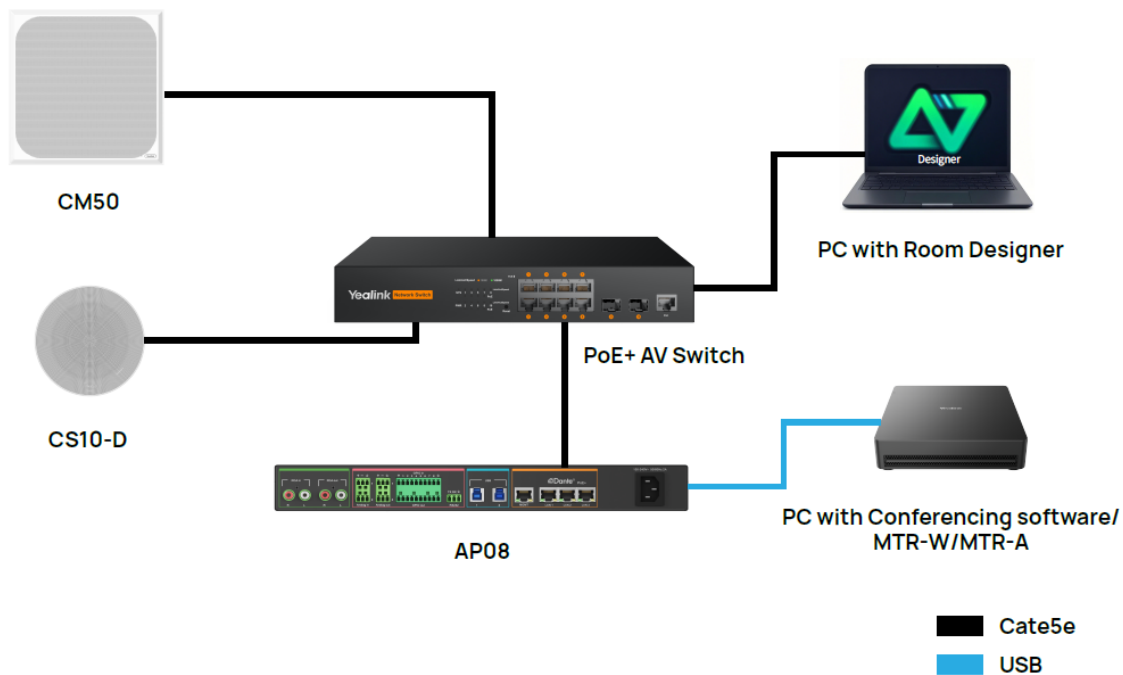 CM50
Designer
PC with Room Designer
Yealink Network Switch
PoE+ AV Switch
CS10-D
Dante
AP08
PC with Conferencing software/
MTR-W/MTR-A
Cate5e
USB